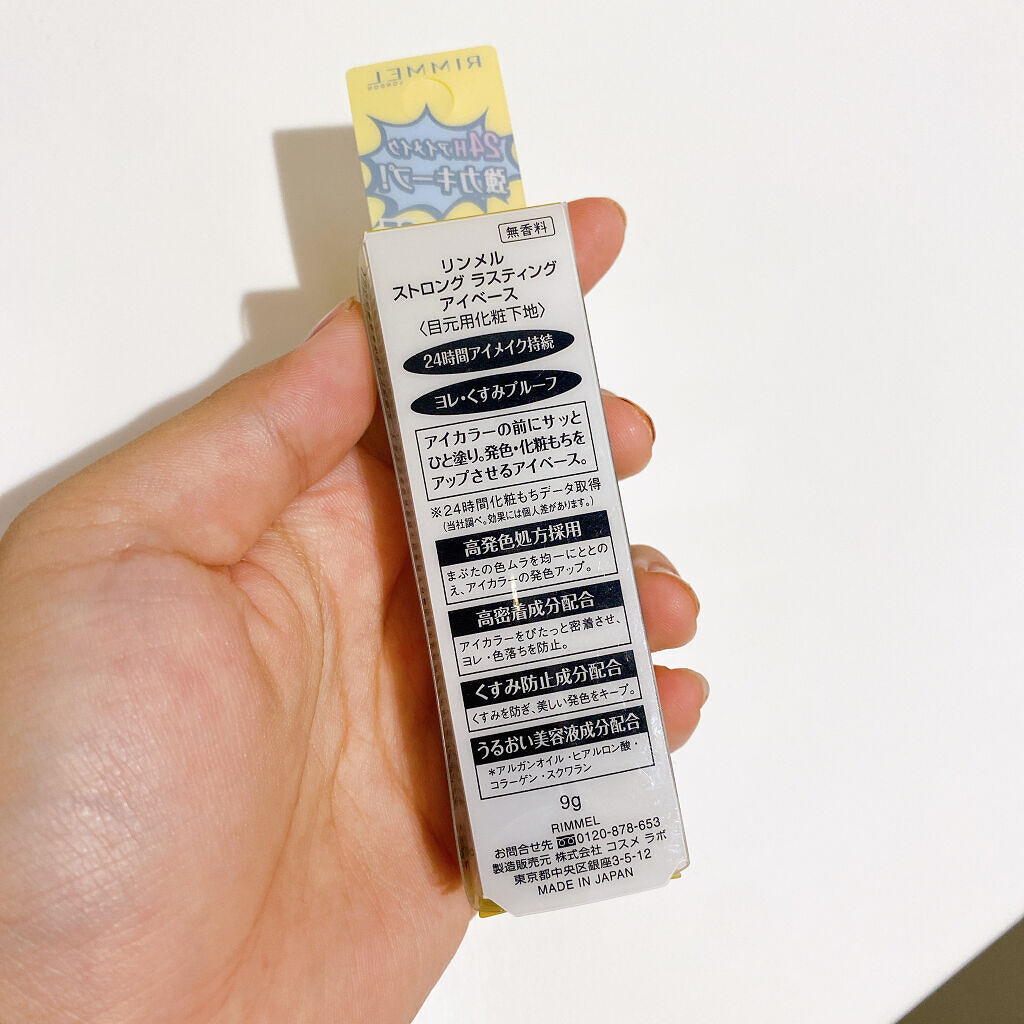 RIMMEL
LONDON
24Hアイメイク
強力キープ!
無香料
リンメル
ストロング ラスティング
アイベース
〈目元用化粧下地〉
24時間アイメイク持続
ヨレ・くすみプルーフ
アイカラーの前にサッと
ひと塗り。発色・化粧もちを
アップさせるアイベース。
※24時間化粧もちデータ取得
(当社調べ。効果には個人差があります。)
高発色処方採用
まぶたの色ムラを均一にととの
え、アイカラーの発色アップ。
高密着成分配合
アイカラーをぴたっと密着させ、
ヨレ・色落ちを防止。
くすみ防止成分配合
くすみを防ぎ、美しい発色をキープ。
うるおい美容液成分配合
*アルガンオイル・ヒアルロン酸・
コラーゲン・スクワラン
9g
RIMMEL
お問合せ先 0120-878-653
製造販売元 株式会社 コスメ ラボ
東京都中央区銀座3-5-12
MADE IN JAPAN